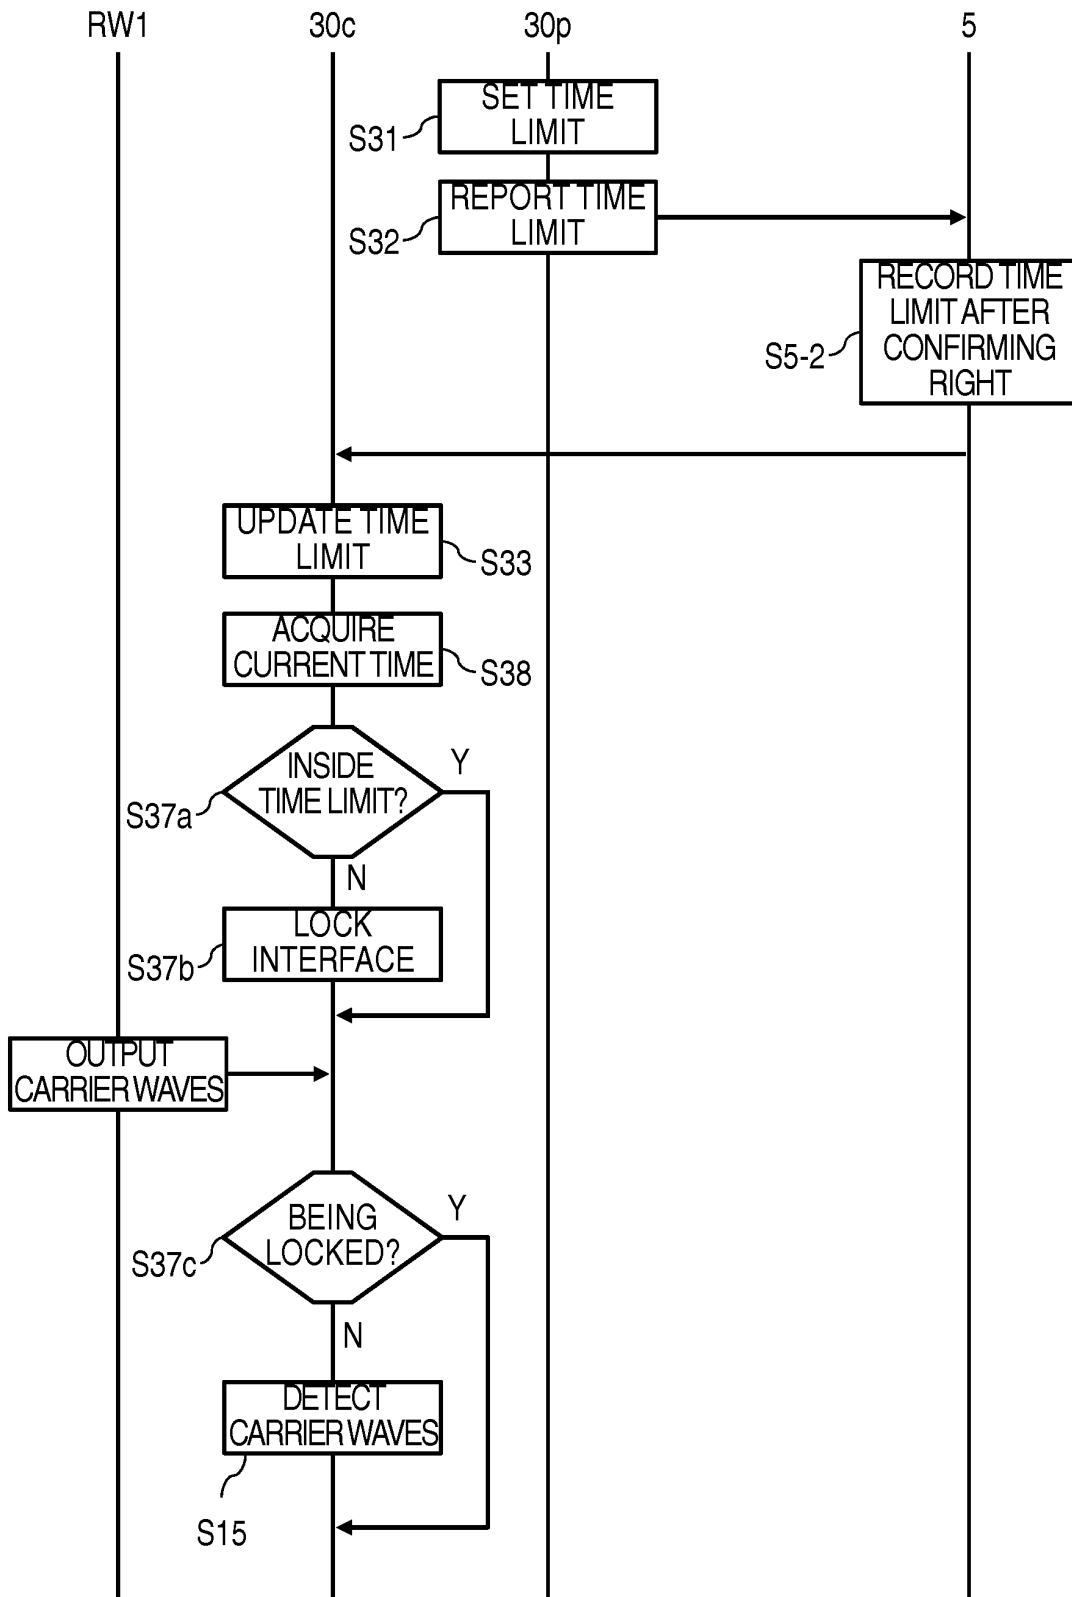 RW1
30c
30p
5
SET TIME
LIMIT
S31
REPORT TIME
LIMIT
S32
RECORD TIME
LIMIT AFTER
CONFIRMING
RIGHT
S5-2
UPDATE TIME
LIMIT
S33
ACQUIRE
CURRENT TIME
S38
INSIDE
TIME LIMIT?
Y
S37a
N
LOCK
INTERFACE
S37b
OUTPUT
CARRIER WAVES
BEING
LOCKED?
Y
S37c
N
DETECT
CARRIER WAVES
S15